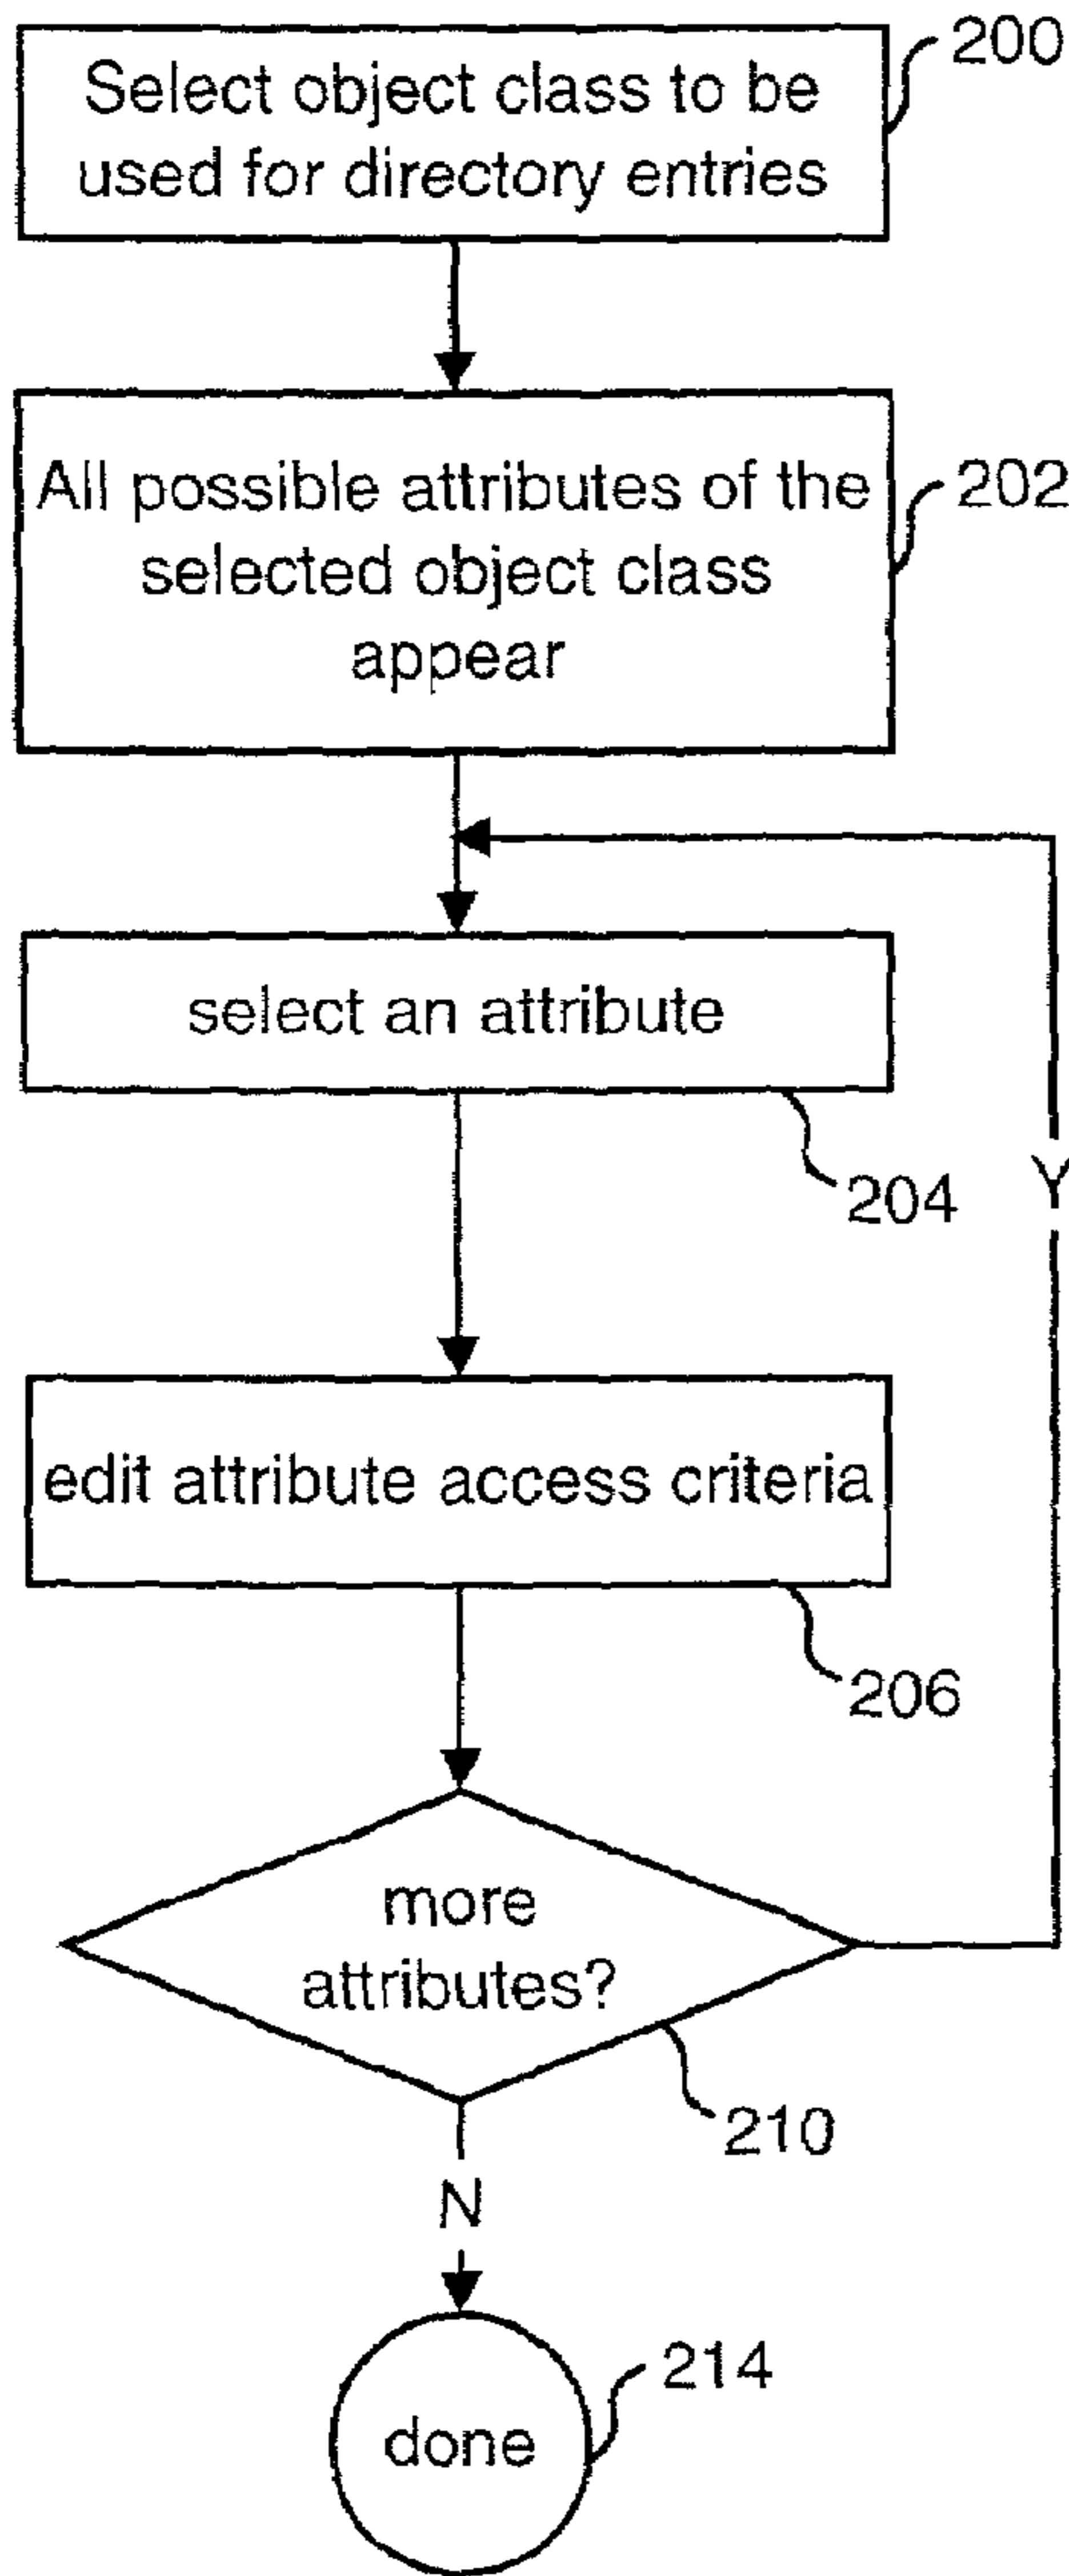 Select object class to be
used for directory entries
200
All possible attributes of the
selected object class
appear
202
select an attribute
204
Y
edit attribute access criteria
206
more
attributes?
210
N
done
214